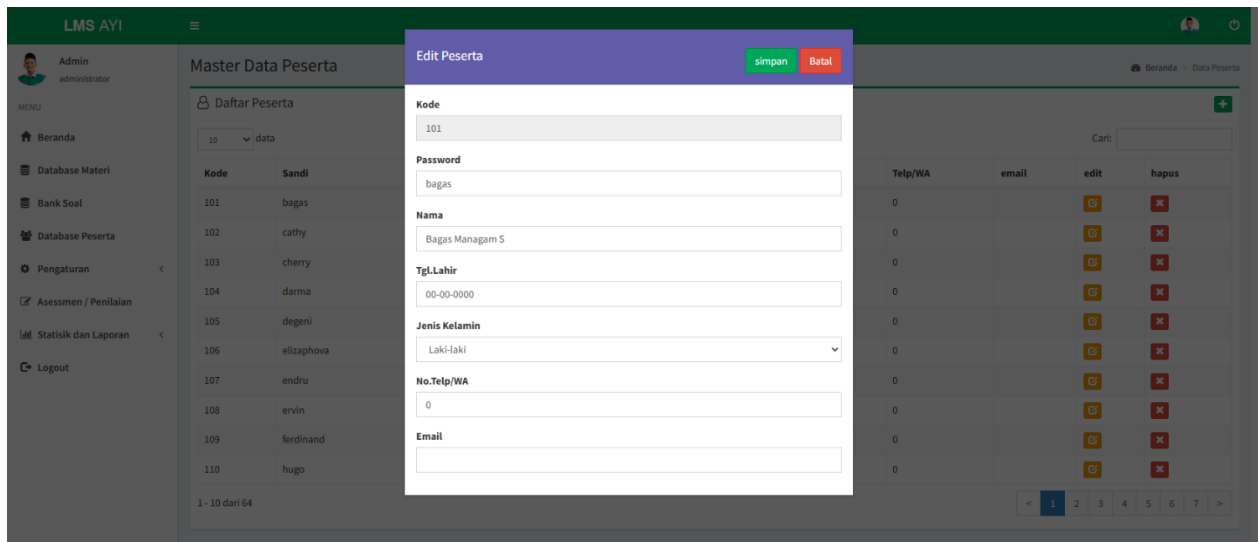 LMS AYI
Admin
administrator
MENU
Beranda
Database Materi
Bank Soal
Database Peserta
Pengaturan <
Asessmen / Penilaian
Statisik dan Laporan <
Logout
Master Data Peserta
Beranda > Data Peserta
Daftar Peserta
10 data
Cari:
Kode Sandi Telp/WA email edit hapus
101 bagas 0
102 cathy 0
103 cherry 0
104 darma 0
105 degeni 0
106 elizaphova 0
107 endru 0
108 ervin 0
109 ferdinand 0
110 hugo 0
1 - 10 dari 64
< 1 2 3 4 5 6 7 >
Edit Peserta
simpan Batal
Kode
101
Password
bagas
Nama
Bagas Managam S
Tgl.Lahir
00-00-0000
Jenis Kelamin
Laki-laki
No.Telp/WA
0
Email